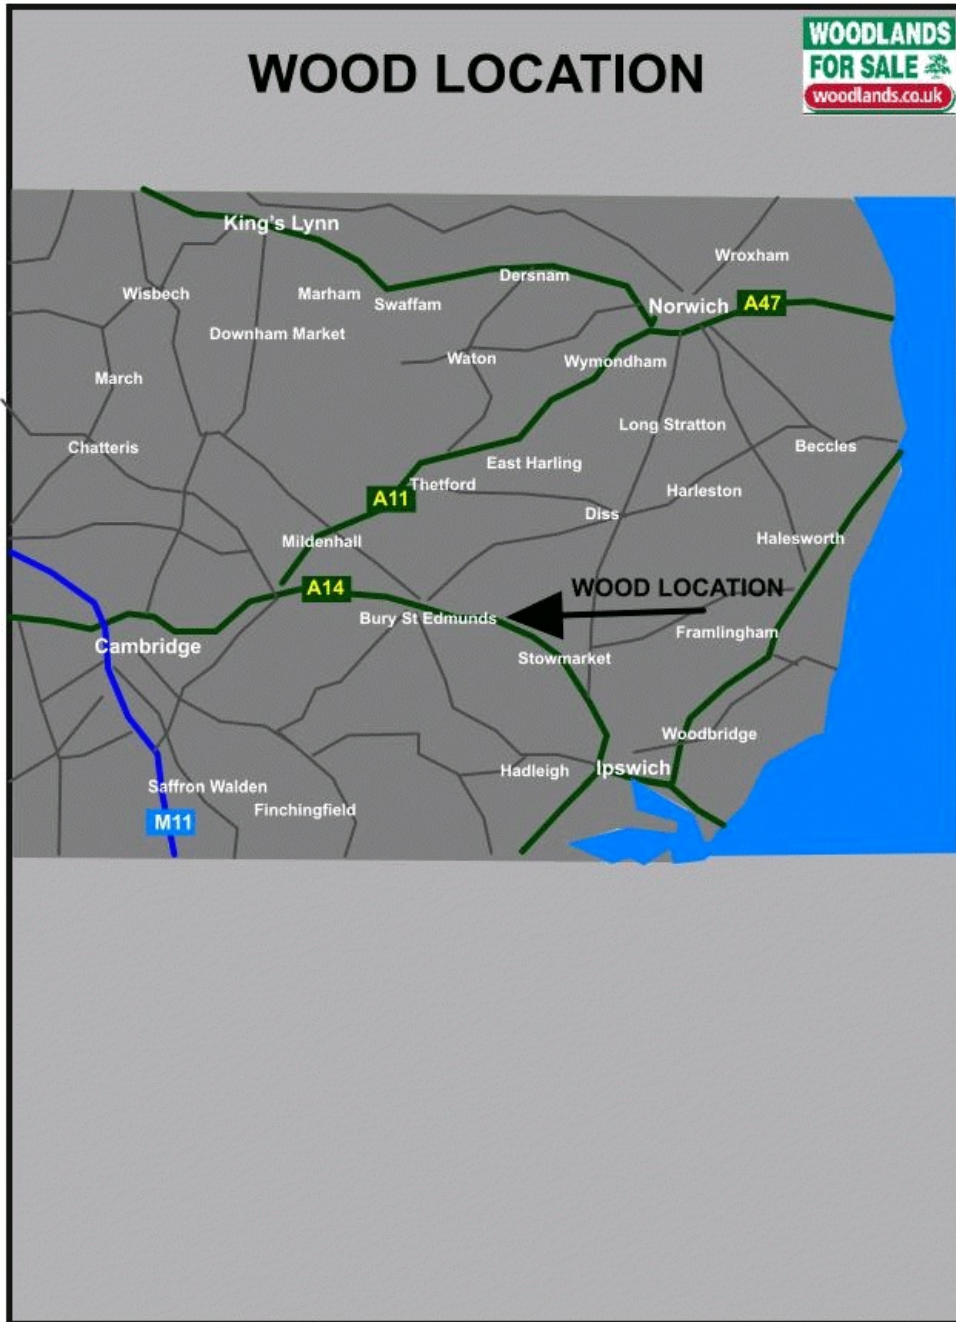 WOOD LOCATION
WOODLANDS
FOR SALE
woodlands.co.uk
King's Lynn
Wroxham
Dersnam
Wisbech
Marham
Swaffam
Norwich
A47
Downham Market
Waton
Wymondham
March
Long Stratton
Chatteris
Beccles
East Harling
Thetford
A11
Harleston
Diss
Mildenhall
Halesworth
A14
WOOD LOCATION
Bury St Edmunds
Framlingham
Cambridge
Stowmarket
Woodbridge
Hadleigh
Ipswich
Saffron Walden
Finchingfield
M11